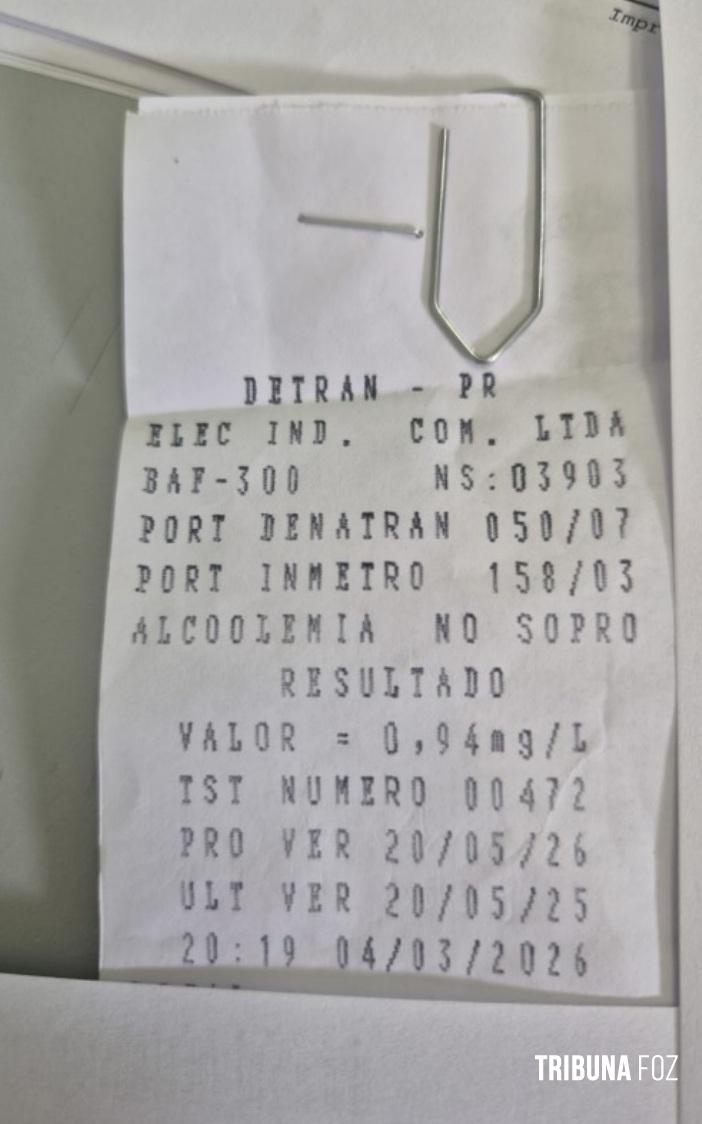 Impr
DETRAN - PR
ELEC IND. COM. LTDA
BAF-300 NS:03903
PORT DENATRAN 050/07
PORT INMETRO 158/03
ALCOOLEMIA NO SOPRO
RESULTADO
VALOR = 0,94mg/L
TST NUMERO 00472
PRO VER 20/05/26
ULT VER 20/05/25
20:19 04/03/2026
TRIBUNA FOZ